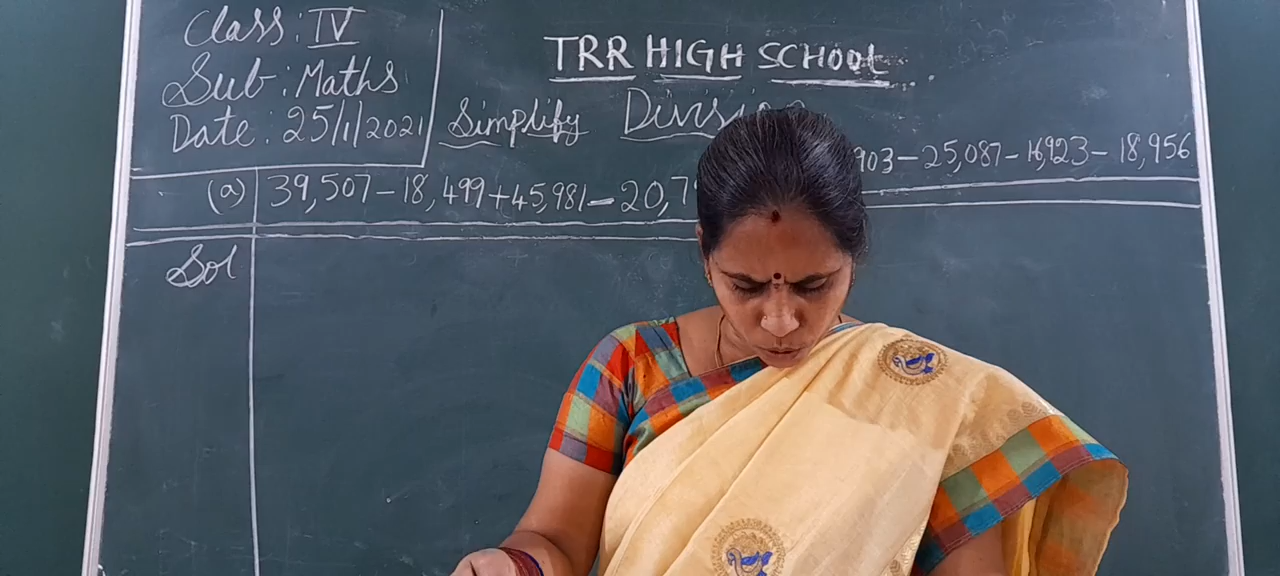 Class: IV
Sub: Maths
Date: 25/1/2021
TRR HIGH SCHOOL
Simplify
903-25,087-16,923-18,956
(a) 39,507-18,499+45,981-20,7
Sol